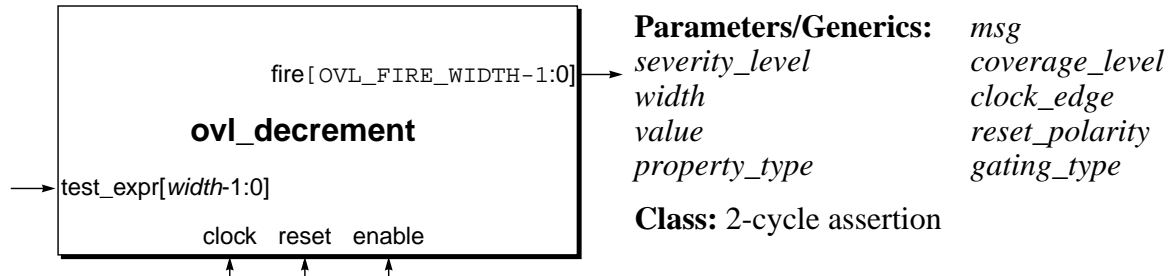 fire[OVL_FIRE_WIDTH-1:0]
ovl_decrement
test_expr[width-1:0]
clock reset enable
Parameters/Generics: msg
severity_level coverage_level
width clock_edge
value reset_polarity
property_type gating_type
Class: 2-cycle assertion